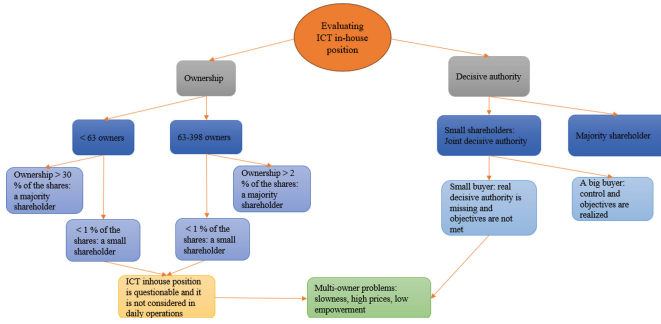 Evaluating
ICT in-house
position
Ownership
Decisive authority
< 63 owners
63-398 owners
Small shareholders:
Joint decisive authority
Majority shareholder
Ownership > 30
% of the shares: a
majority
shareholder
Ownership > 2
% of the shares:
a majority
shareholder
Small buyer: real
decisive authority is
missing and
objectives are not
met
A big buyer:
control and
objectives are
realized
< 1 % of the
shares: a small
shareholder
< 1 % of the
shares: a small
shareholder
ICT inhouse position
is questionable and it
is not considered in
daily operations
Multi-owner problems:
slowness, high prices, low
empowerment